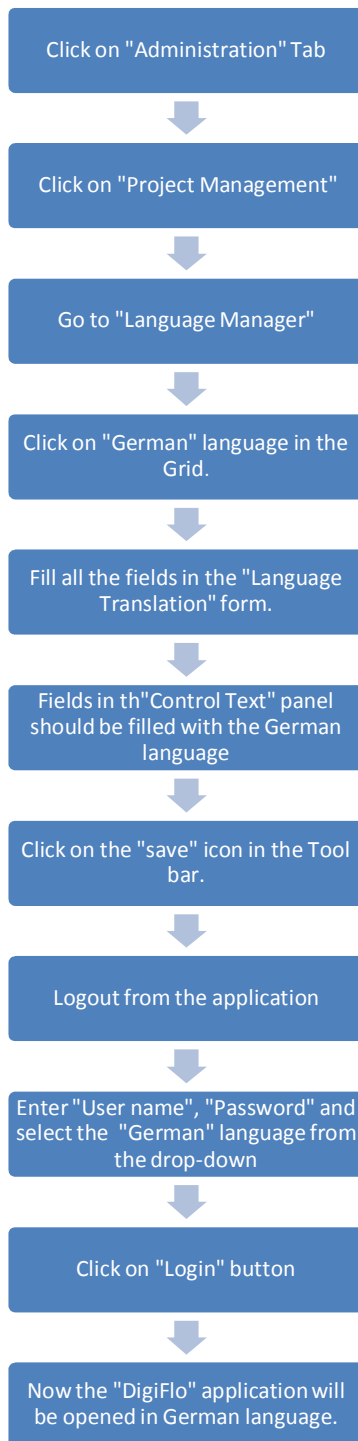 Click on "Administration" Tab
Click on "Project Management"
Go to "Language Manager"
Click on "German" language in the
Grid.
Fill all the fields in the "Language
Translation" form.
Fields in th"Control Text" panel
should be filled with the German
language
Click on the "save" icon in the Tool
bar.
Logout from the application
Enter "User name", "Password" and
select the "German" language from
the drop-down
Click on "Login" button
Now the "DigiFlo" application will
be opened in German language.